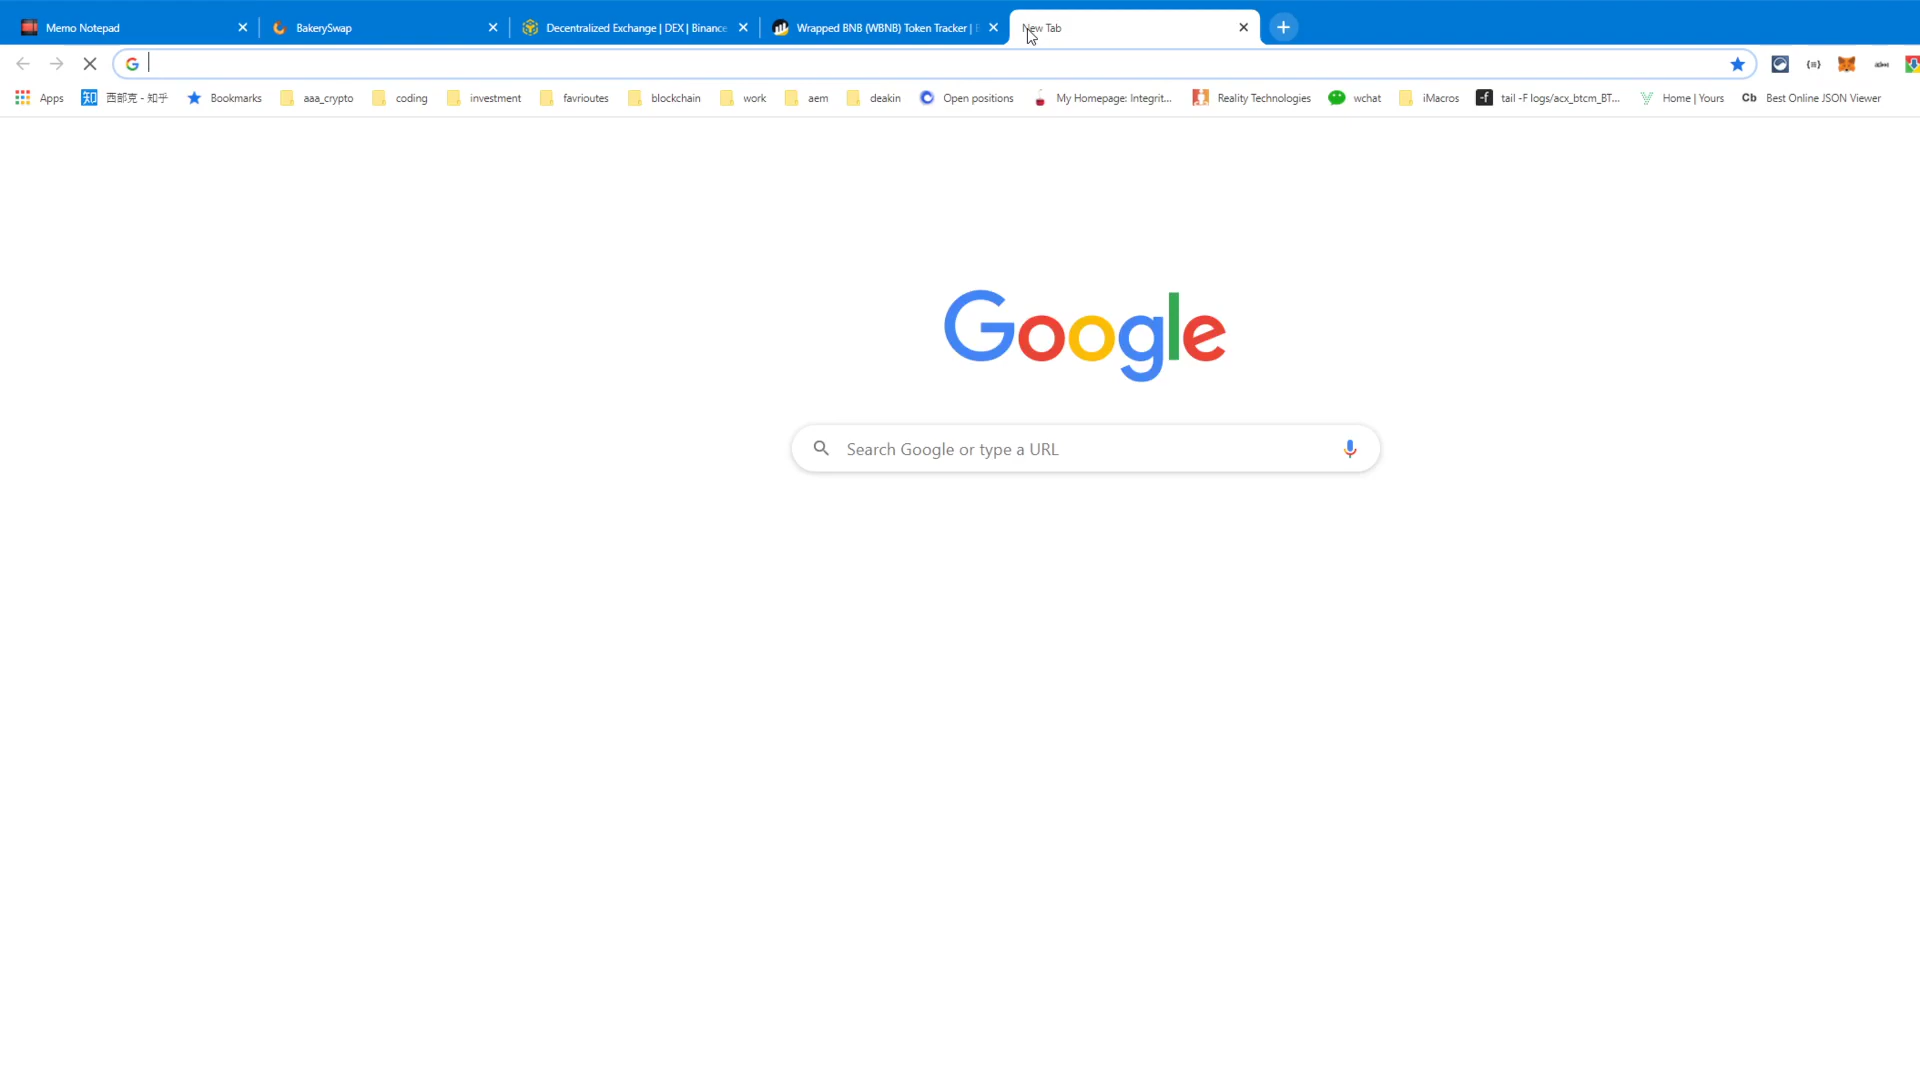 Memo Notepad
BakerySwap
Decentralized Exchange | DEX | Binance
Wrapped BNB (WBNB) Token Tracker |
New Tab
Apps
知 西部克 - 知乎
Bookmarks
aaa_crypto
coding
investment
favrioutes
blockchain
work
aem
deakin
Open positions
My Homepage: Integrit...
Reality Technologies
wchat
iMacros
-f tail -F logs/acx_btcm_BT...
Home | Yours
Cb Best Online JSON Viewer
Google
Search Google or type a URL